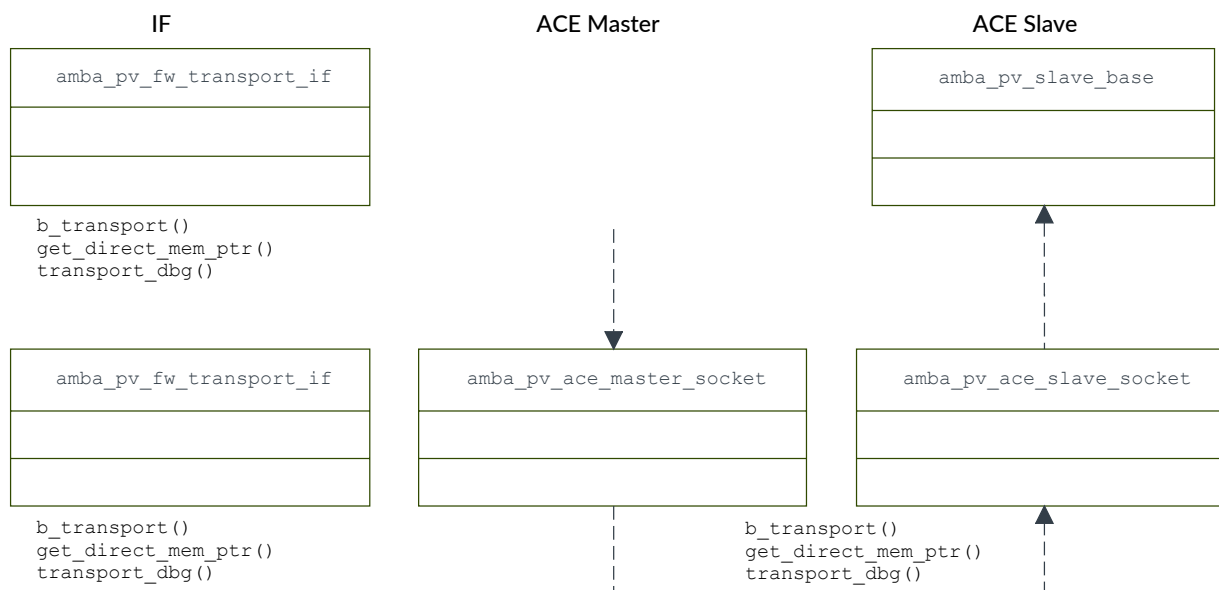 IF
ACE Master
ACE Slave
amba_pv_fw_transport_if
amba_pv_slave_base
b_transport()
get_direct_mem_ptr()
transport_dbg()
amba_pv_fw_transport_if
amba_pv_ace_master_socket
amba_pv_ace_slave_socket
b_transport()
get_direct_mem_ptr()
transport_dbg()
b_transport()
get_direct_mem_ptr()
transport_dbg()